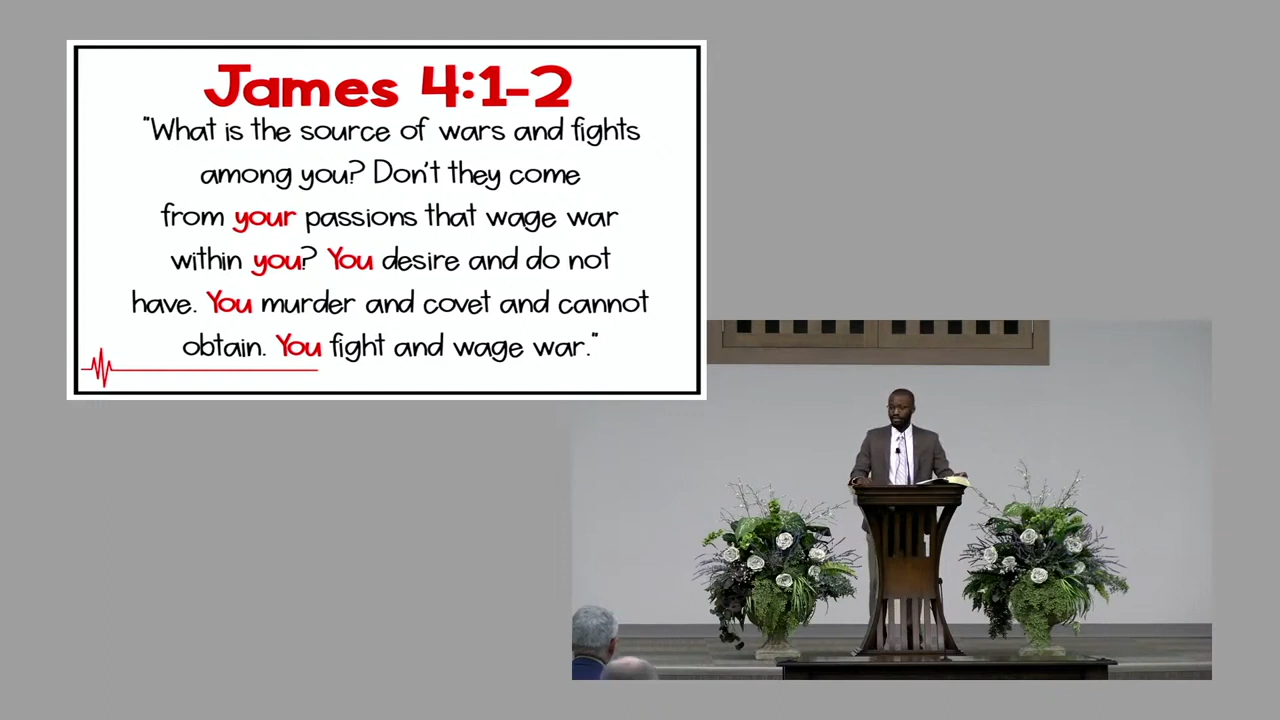 James 4:1-2
"What is the source of wars and fights
among you? Don't they come
from your passions that wage war
within you? You desire and do not
have. You murder and covet and cannot
obtain. You fight and wage war."